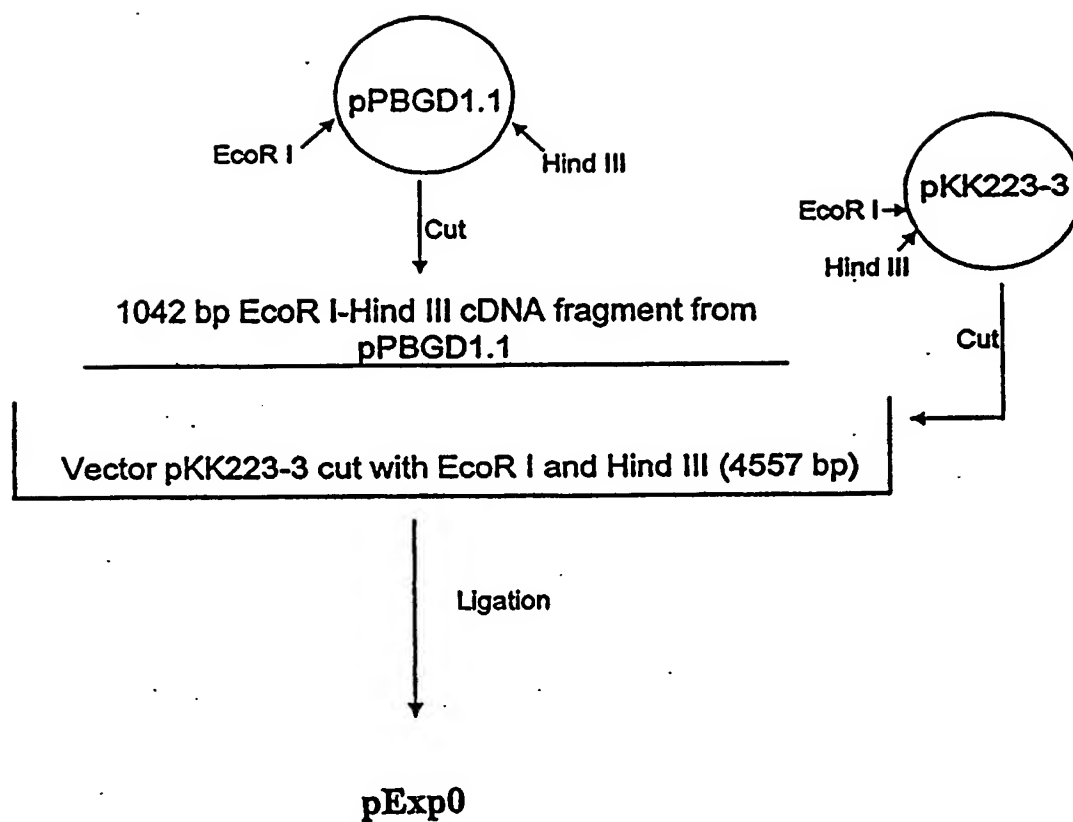 pPBGD1.1
EcoR I
Hind III
pKK223-3
EcoR I
Hind III
Cut
Cut
1042 bp EcoR I-Hind III cDNA fragment from
pPBGD1.1
Vector pKK223-3 cut with EcoR I and Hind III (4557 bp)
Ligation
pExp0